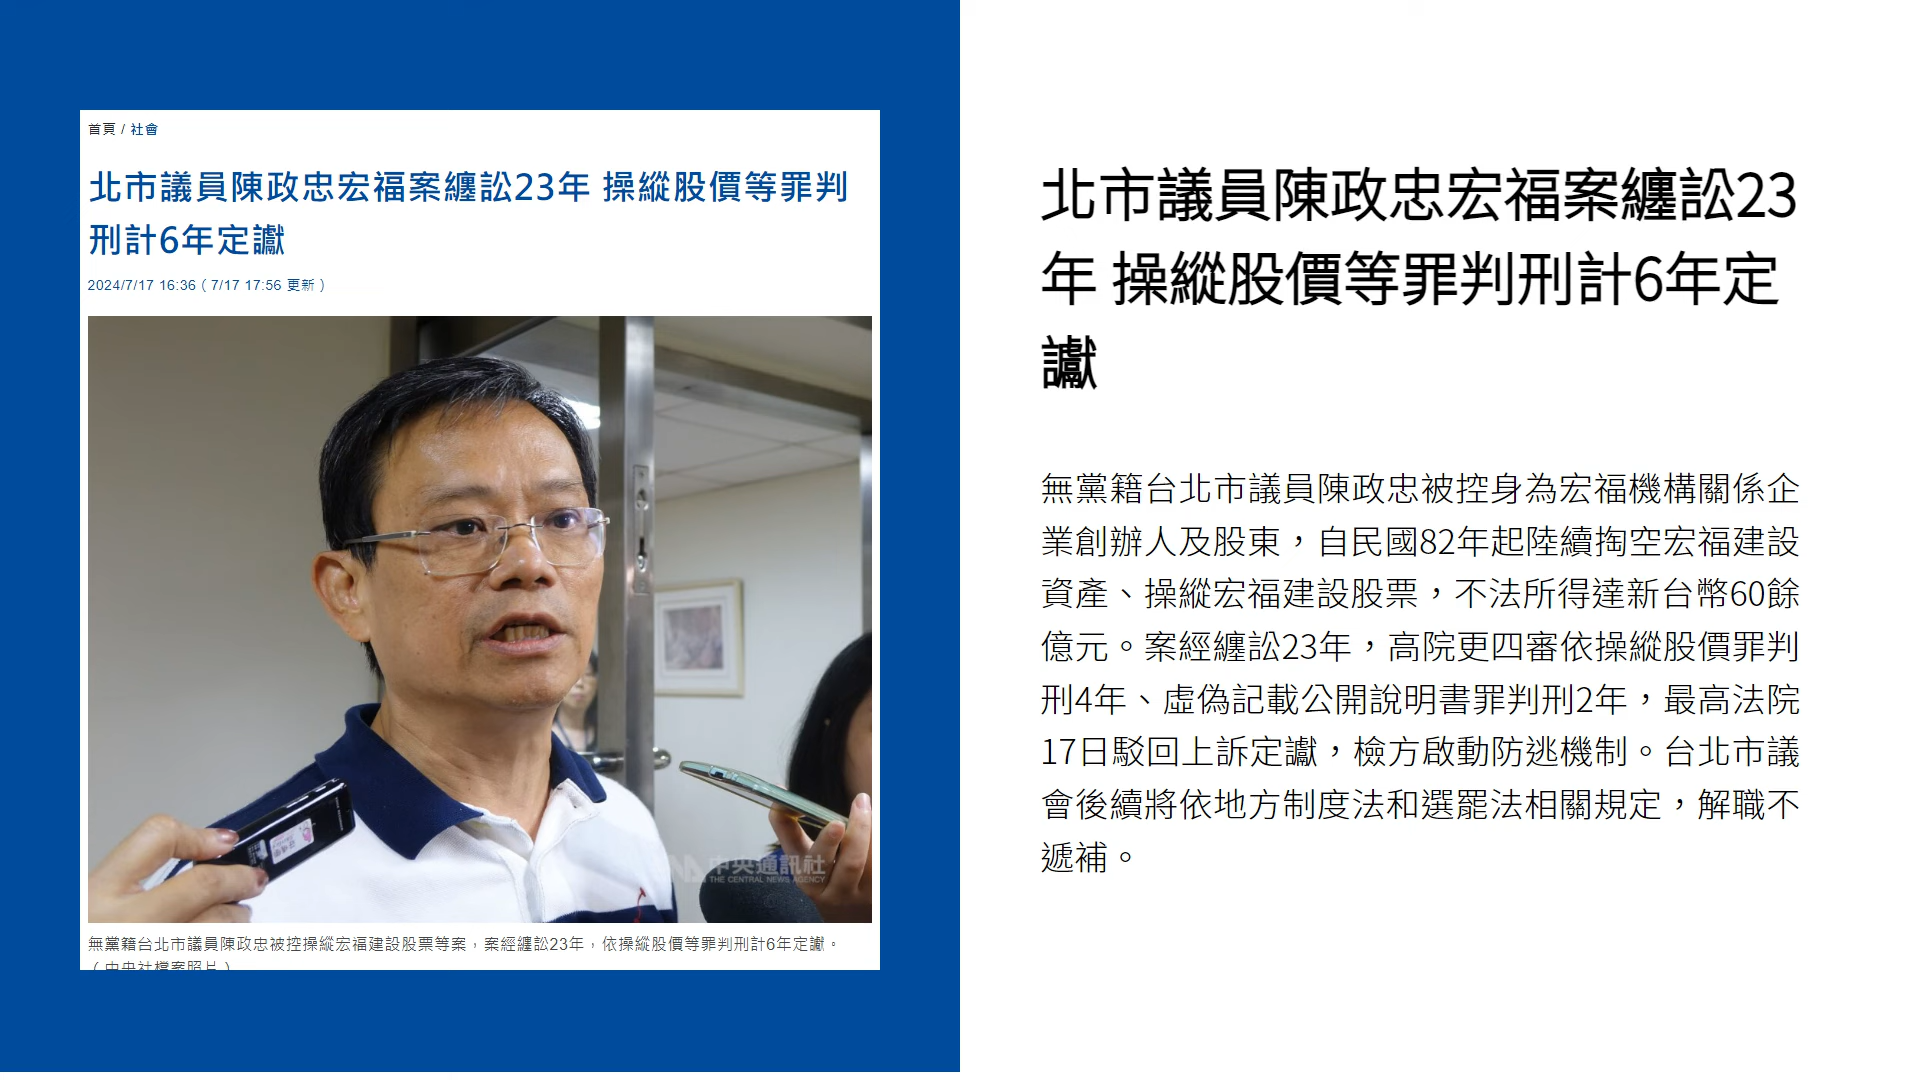 首頁 / 社會
北市議員陳政忠宏福案纏訟23年 操縱股價等罪判
刑計6年定讞
2024/7/17 16:36（7/17 17:56 更新）
中央通訊社
THE CENTRAL NEWS AGENCY
無黨籍台北市議員陳政忠被控操縱宏福建設股票等案，案經纏訟23年，依操縱股價等罪判刑計6年定讞。
（中央社檔案照片）
北市議員陳政忠宏福案纏訟23
年 操縱股價等罪判刑計6年定
讞
無黨籍台北市議員陳政忠被控身為宏福機構關係企
業創辦人及股東，自民國82年起陸續掏空宏福建設
資產、操縱宏福建設股票，不法所得達新台幣60餘
億元。案經纏訟23年，高院更四審依操縱股價罪判
刑4年、虛偽記載公開說明書罪判刑2年，最高法院
17日駁回上訴定讞，檢方啟動防逃機制。台北市議
會後續將依地方制度法和選罷法相關規定，解職不
遞補。